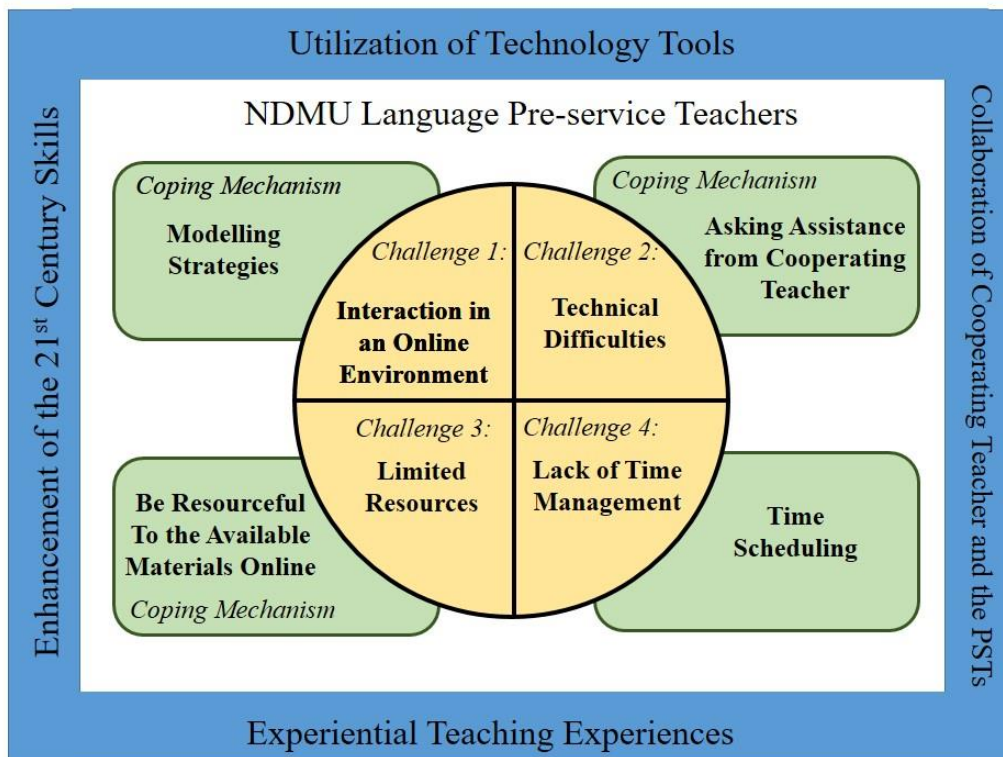 Utilization of Technology Tools
NDMU Language Pre-service Teachers
Enhancement of the 21st Century Skills
Collaboration of Cooperating Teacher and the PSTs
Coping Mechanism
Modelling
Strategies
Challenge 1:
Interaction in
an Online
Environment
Challenge 2:
Technical
Difficulties
Coping Mechanism
Asking Assistance
from Cooperating
Teacher
Be Resourceful
To the Available
Materials Online
Coping Mechanism
Challenge 3:
Limited
Resources
Challenge 4:
Lack of Time
Management
Time
Scheduling
Experiential Teaching Experiences